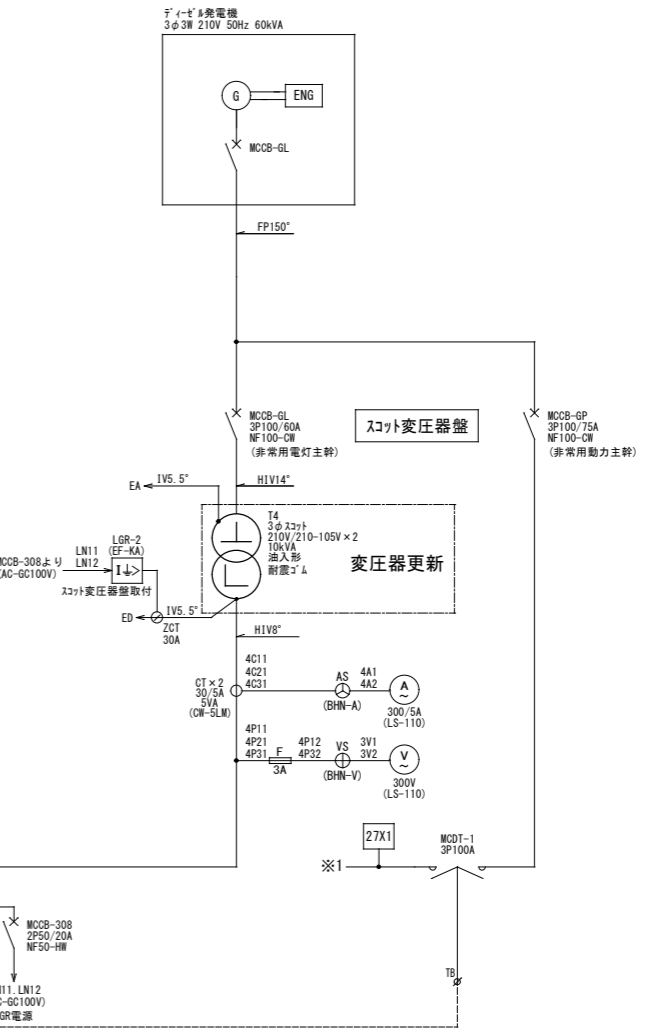 ディーゼル発電機
3φ3W 210V 50Hz 60kVA
G
ENG
MCCB-GL
FP150°
MCCB-GL
3P100/60A
NF100-CW
(非常用電灯主幹)
スコット変圧器盤
MCCB-GP
3P100/75A
NF100-CW
(非常用動力主幹)
EA
IV5.5°
HIV14°
T4
3φスコット
210V/210-105V×2
10kVA
油入形
耐震ゴム
変圧器更新
MCCB-308より
(AC-GC100V)
LN11
LN12
LGR-2
(EF-KA)
I
スコット変圧器盤取付
ED
IV5.5°
ZCT
30A
HIV8°
4C11
4C21
4C31
CT×2
30/5A
5VA
(CW-5LM)
AS
(BHN-A)
4A1
4A2
A
~
300/5A
(LS-110)
4P11
4P21
4P31
F
3A
4P12
4P32
VS
(BHN-V)
3V1
3V2
V
~
300V
(LS-110)
27X1
※1
MCDT-1
3P100A
MCCB-308
2P50/20A
NF50-HW
TB
N11.LN12
C-GC100V)
GR電源